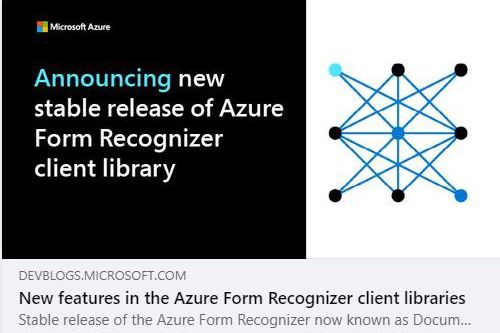 Microsoft Azure
Announcing new
stable release of Azure
Form Recognizer
client library
DEVBLOGS.MICROSOFT.COM
New features in the Azure Form Recognizer client libraries
Stable release of the Azure Form Recognizer now known as Docum...